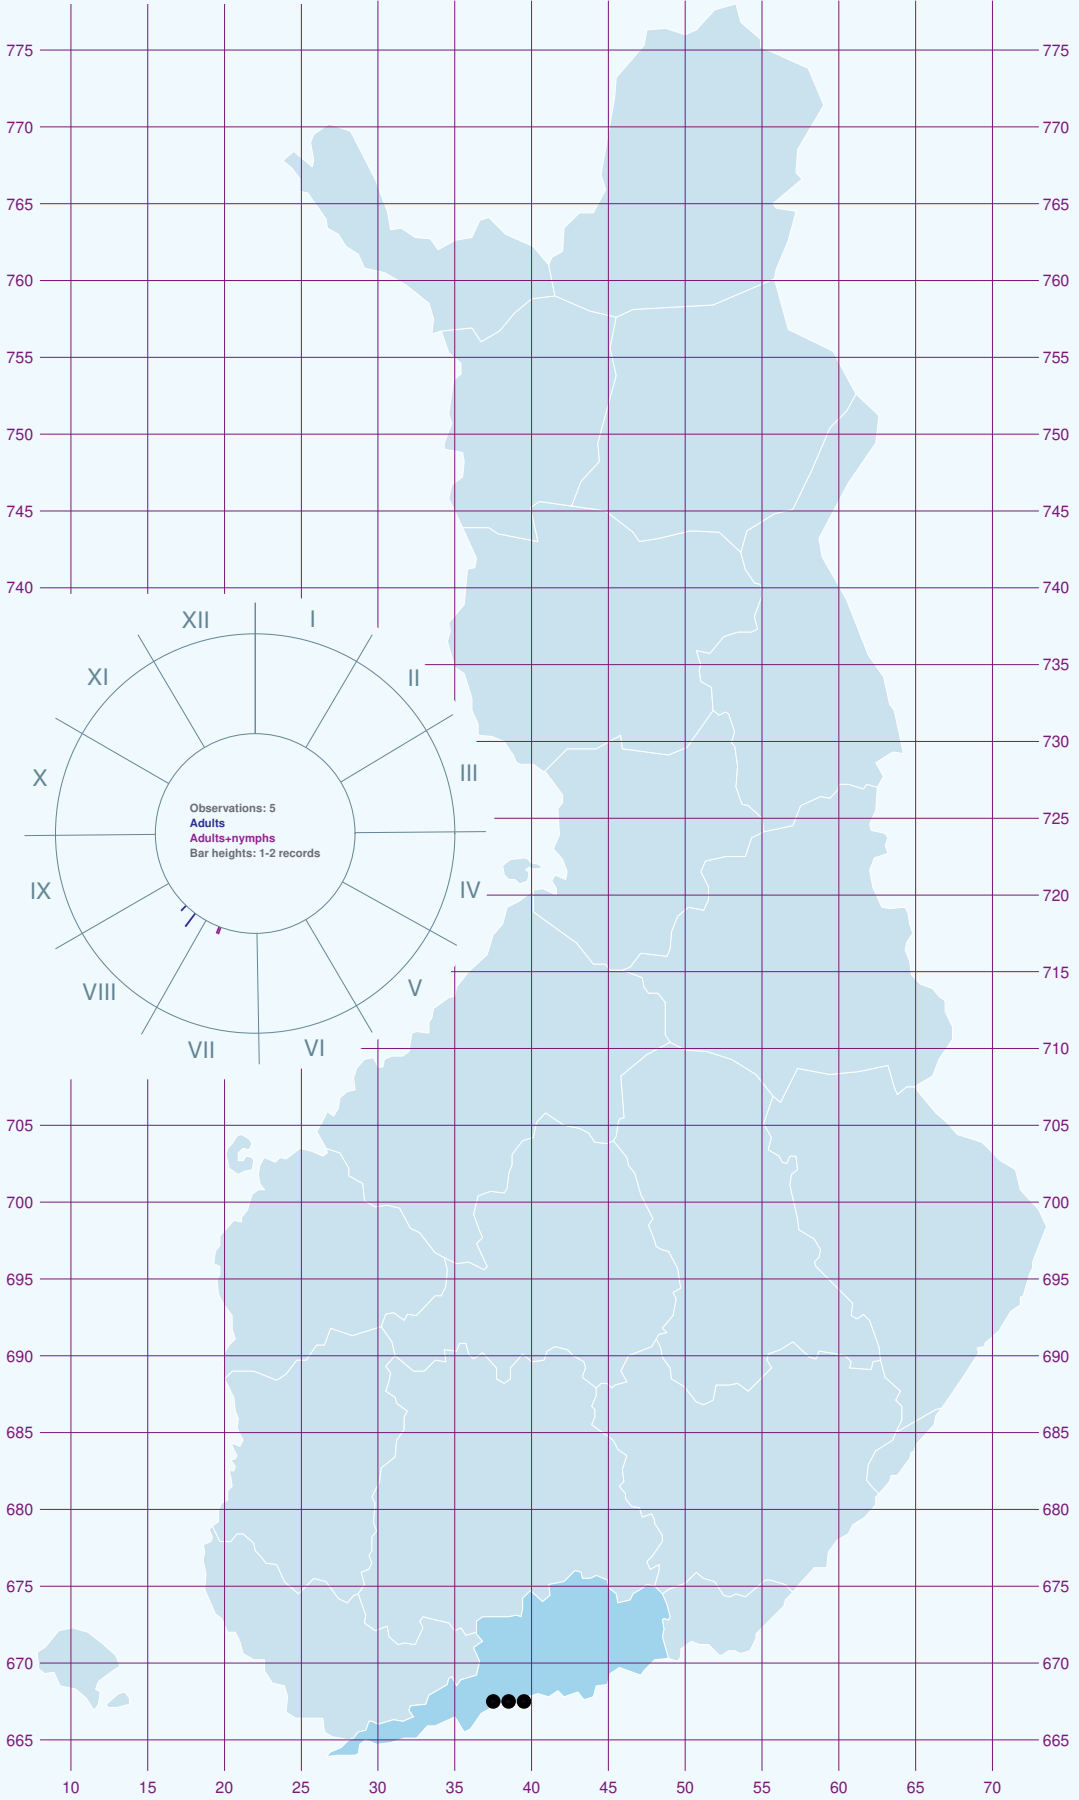 775 775
770 770
765 765
760 760
755 755
750 750
745 745
740 740
XII I
XI II
735
730
X III
Observations: 5
725
Adults
Adults+nymphs
Bar heights: 1-2 records
IX IV
720
VIII V
715
VII VI
710
705 705
700 700
695 695
690 690
685 685
680 680
675 675
670 670
665 665
10 15 20 25 30 35 40 45 50 55 60 65 70